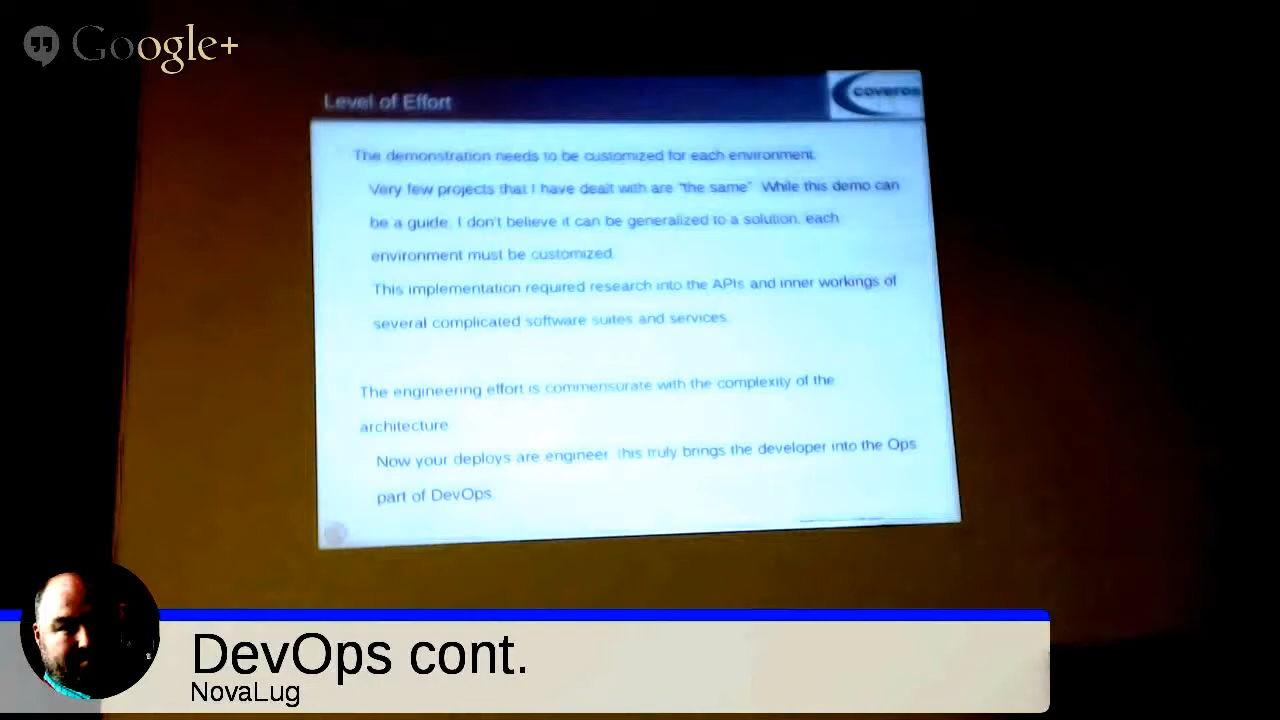 Google+
Level of Effort
coveros
The demonstration needs to be customized for each environment.
Very few projects that I have dealt with are "the same". While this demo can
be a guide, I don't believe it can be generalized to a solution, each
environment must be customized.
This implementation required research into the APIs and inner workings of
several complicated software suites and services.
The engineering effort is commensurate with the complexity of the
architecture
Now your deploys are engineer this truly brings the developer into the Ops
part of DevOps.
DevOps cont.
NovaLug